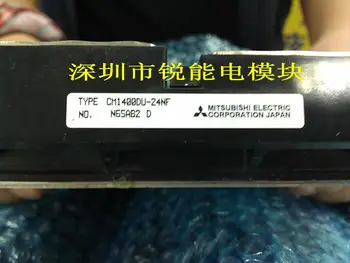 深圳市锐能电模块
TYPE CM1400DU-24NF
NO. N65AB2 D
MITSUBISHI ELECTRIC
CORPORATION JAPAN